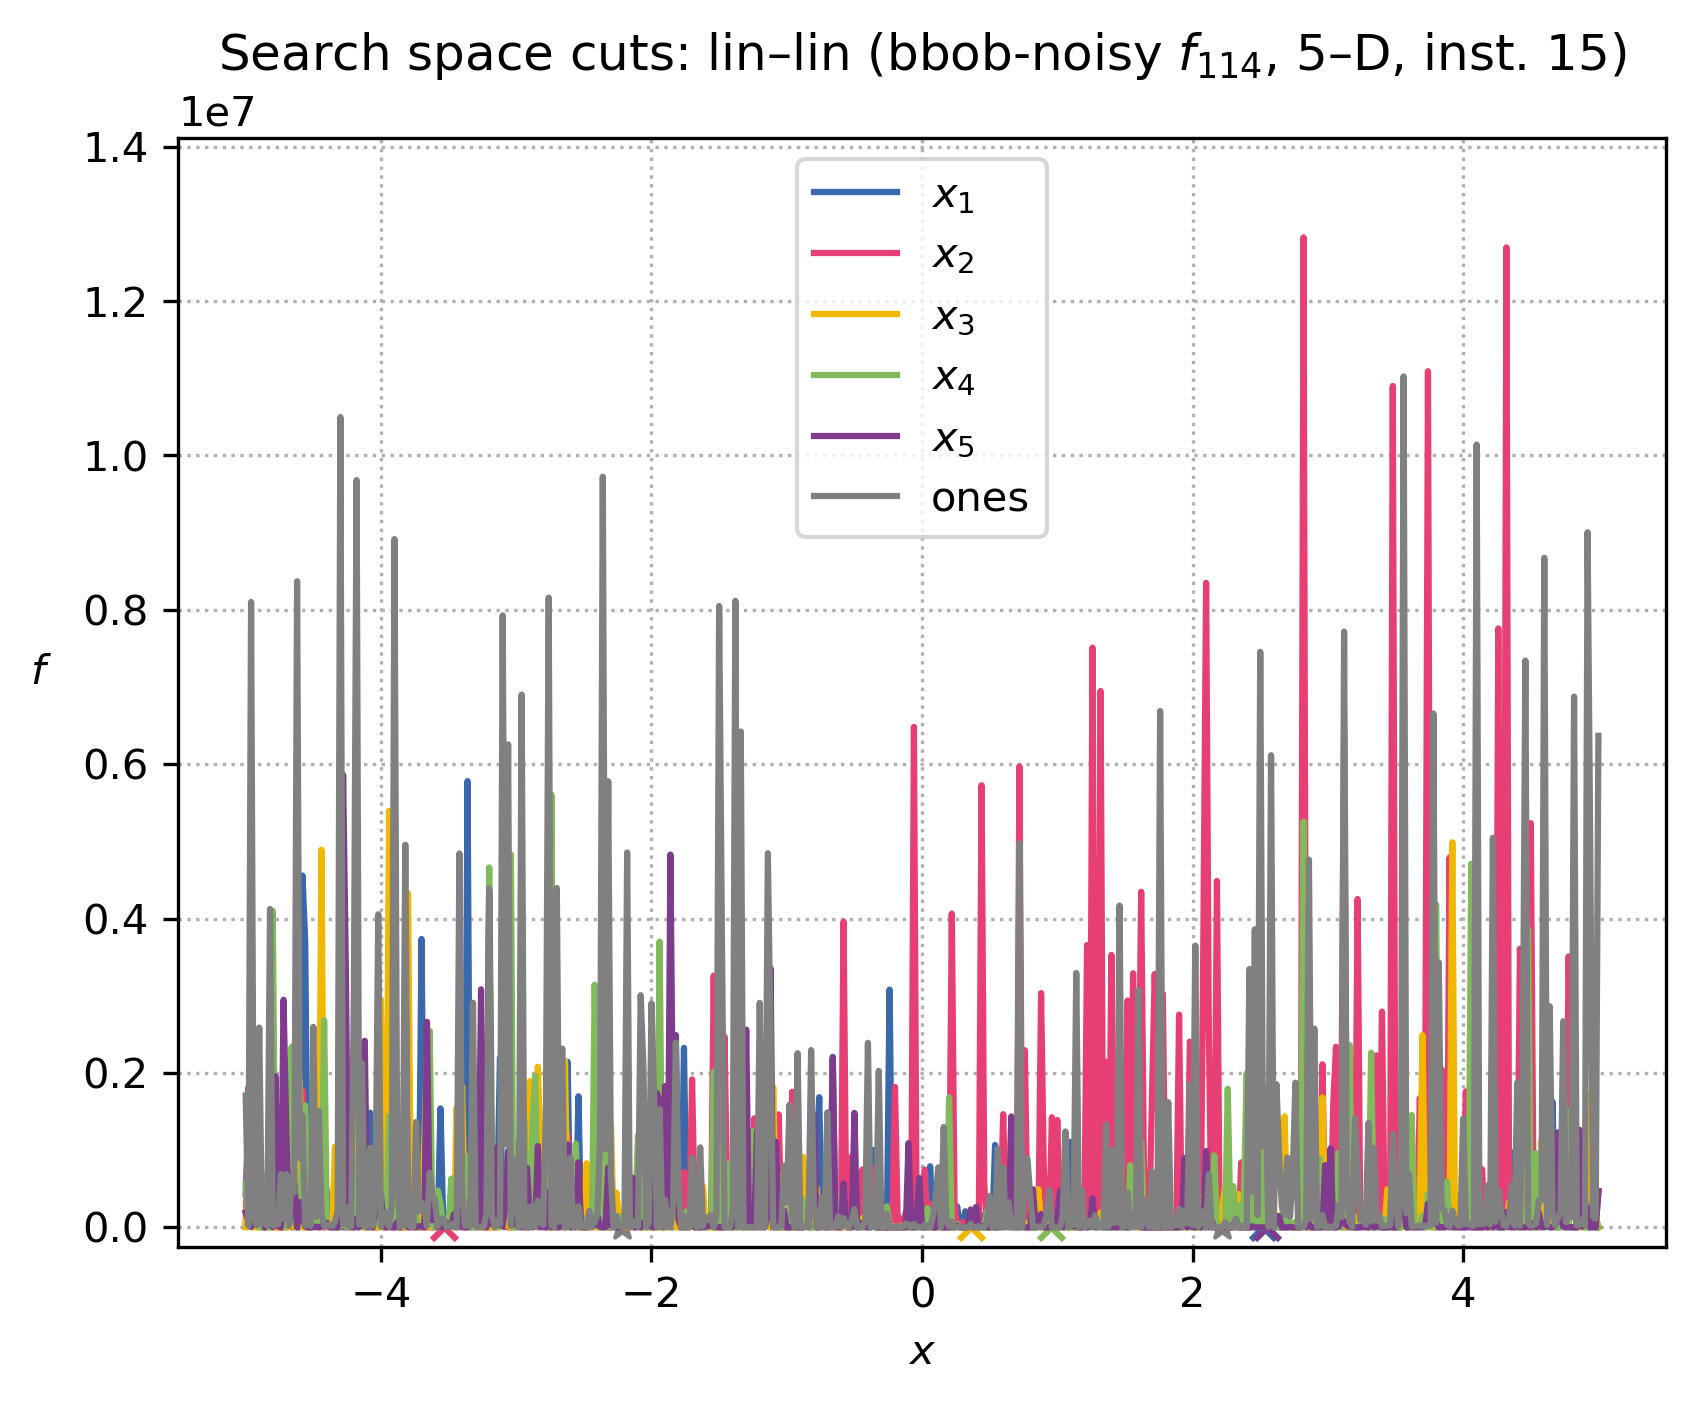 Search space cuts: lin–lin (bbob-noisy f₁₁₄, 5–D, inst. 15)
1e7
1.4
1.2
1.0
0.8
0.6
0.4
0.2
0.0
f
x₁
x₂
x₃
x₄
x₅
ones
−4 −2 0 2 4
x